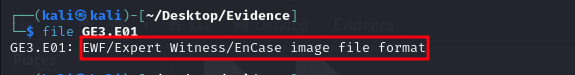 ┌──(kali㉿kali)-[~/Desktop/Evidence]
└─$ file GE3.E01
GE3.E01: EWF/Expert Witness/EnCase image file format